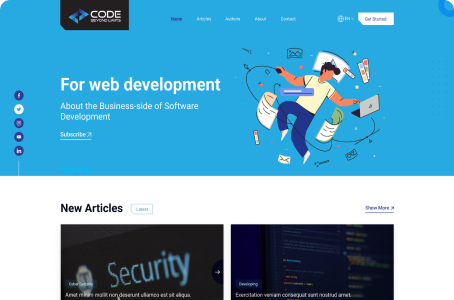 CODE
BEYOND LIMITS
Home
Articles
Authors
About
Contact
EN
Get Started
For web development
About the Business-side of Software
Development
Subscribe
New Articles
Latest
Show More
Security
Cyber Security
Amet minim mollit non deserunt ullamco est sit aliqua.
Developing
Exercitation veniam consequat sunt nostrud amet.